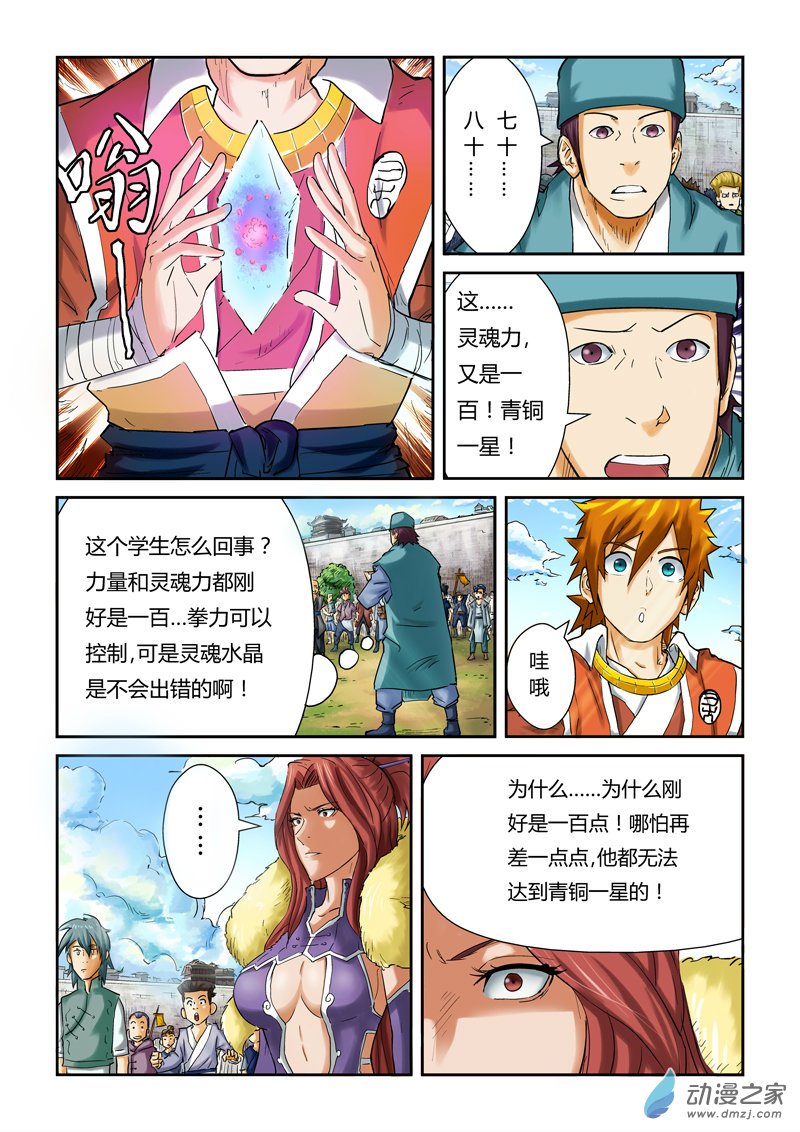 嗡——
七十……
八十……
这……
灵魂力，
又是一
百！青铜
一星！
这个学生怎么回事？
力量和灵魂力都刚
好是一百…拳力可以
控制，可是灵魂水晶
是不会出错的啊！
哇
哦
……
为什么……为什么刚
好是一百点！哪怕再
差一点点，他都无法
达到青铜一星的！
动漫之家
www.dmzj.com